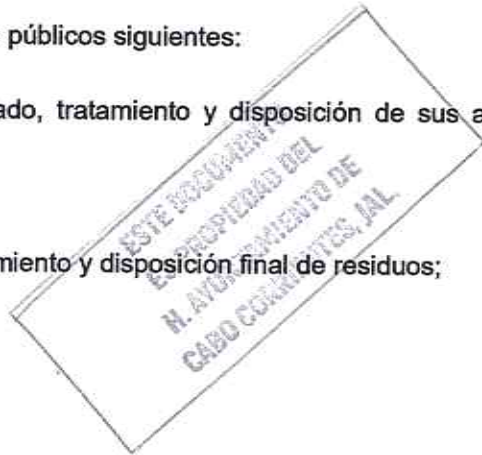 públicos siguientes:
ado, tratamiento y disposición de sus a
miento y disposición final de residuos;
ESTE DOCUMENTO
ES PROPIEDAD DEL
H. AYUNTAMIENTO DE
CABO CORRIENTES, JAL.